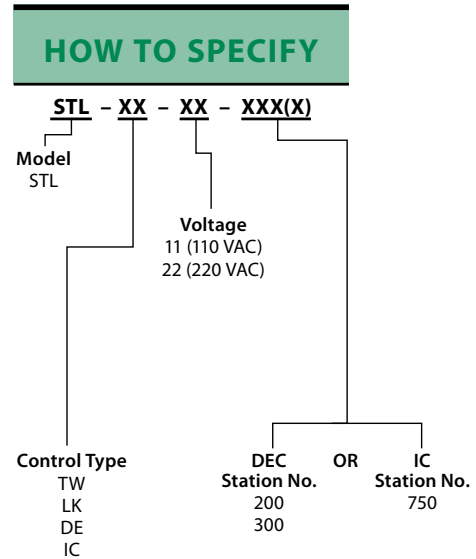 HOW TO SPECIFY
STL – XX – XX – XXX(X)
Model
STL
Voltage
11 (110 VAC)
22 (220 VAC)
Control Type
TW
LK
DE
IC
DEC
Station No.
200
300
OR
IC
Station No.
750